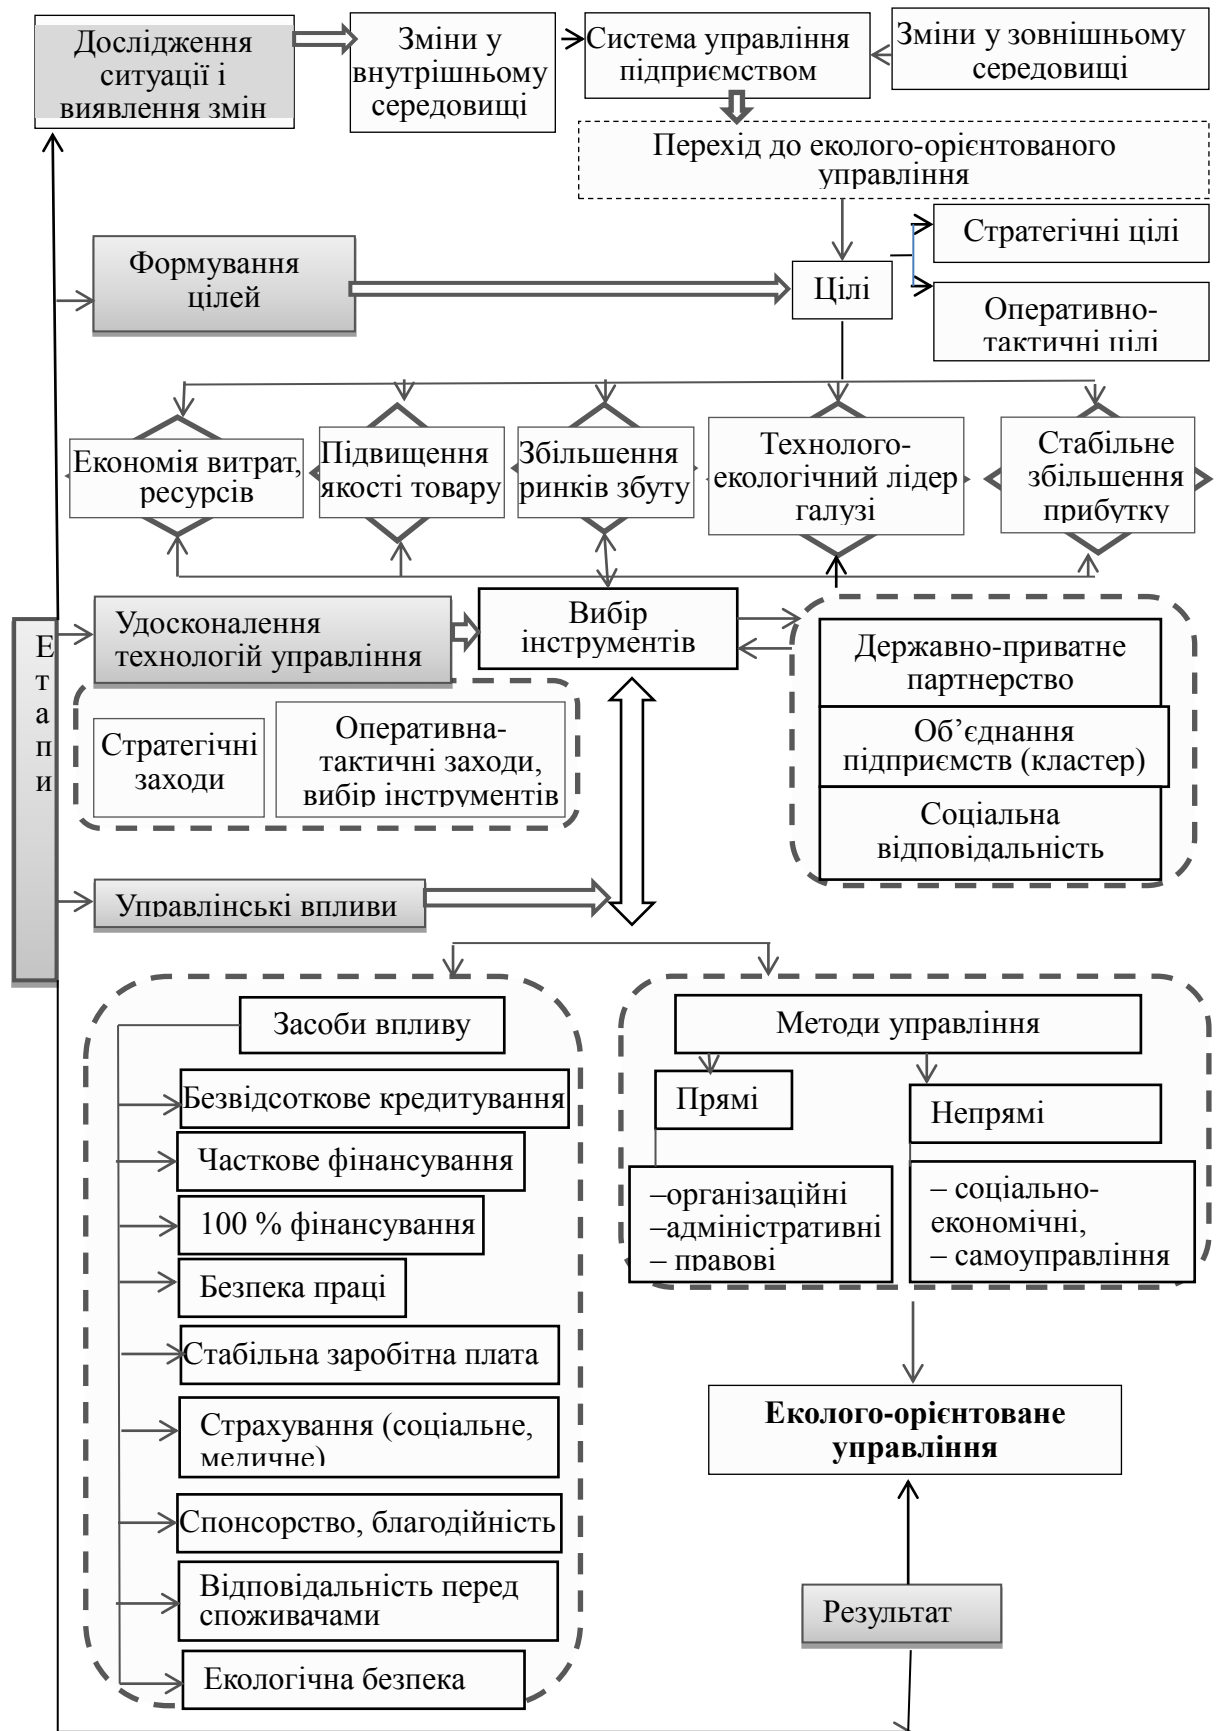 Дослідження
ситуації і
виявлення змін
Зміни у
внутрішньому
середовищі
Система управління
підприємством
Зміни у зовнішньому
середовищі
Перехід до еколого-орієнтованого
управління
Формування
цілей
Цілі
Стратегічні цілі
Оперативно-
тактичні цілі
Економія витрат,
ресурсів
Підвищення
якості товару
Збільшення
ринків збуту
Технолого-
екологічний лідер
галузі
Стабільне
збільшення
прибутку
Етапи
Удосконалення
технологій управління
Вибір
інструментів
Державно-приватне
партнерство
Об’єднання
підприємств (кластер)
Соціальна
відповідальність
Стратегічні
заходи
Оперативна-
тактичні заходи,
вибір інструментів
Управлінські впливи
Засоби впливу
Безвідсоткове кредитування
Часткове фінансування
100 % фінансування
Безпека праці
Стабільна заробітна плата
Страхування (соціальне,
медичне)
Спонсорство, благодійність
Відповідальність перед
споживачами
Екологічна безпека
Методи управління
Прямі
Непрямі
–організаційні
–адміністративні
– правові
– соціально-
економічні,
– самоуправління
Еколого-орієнтоване
управління
Результат